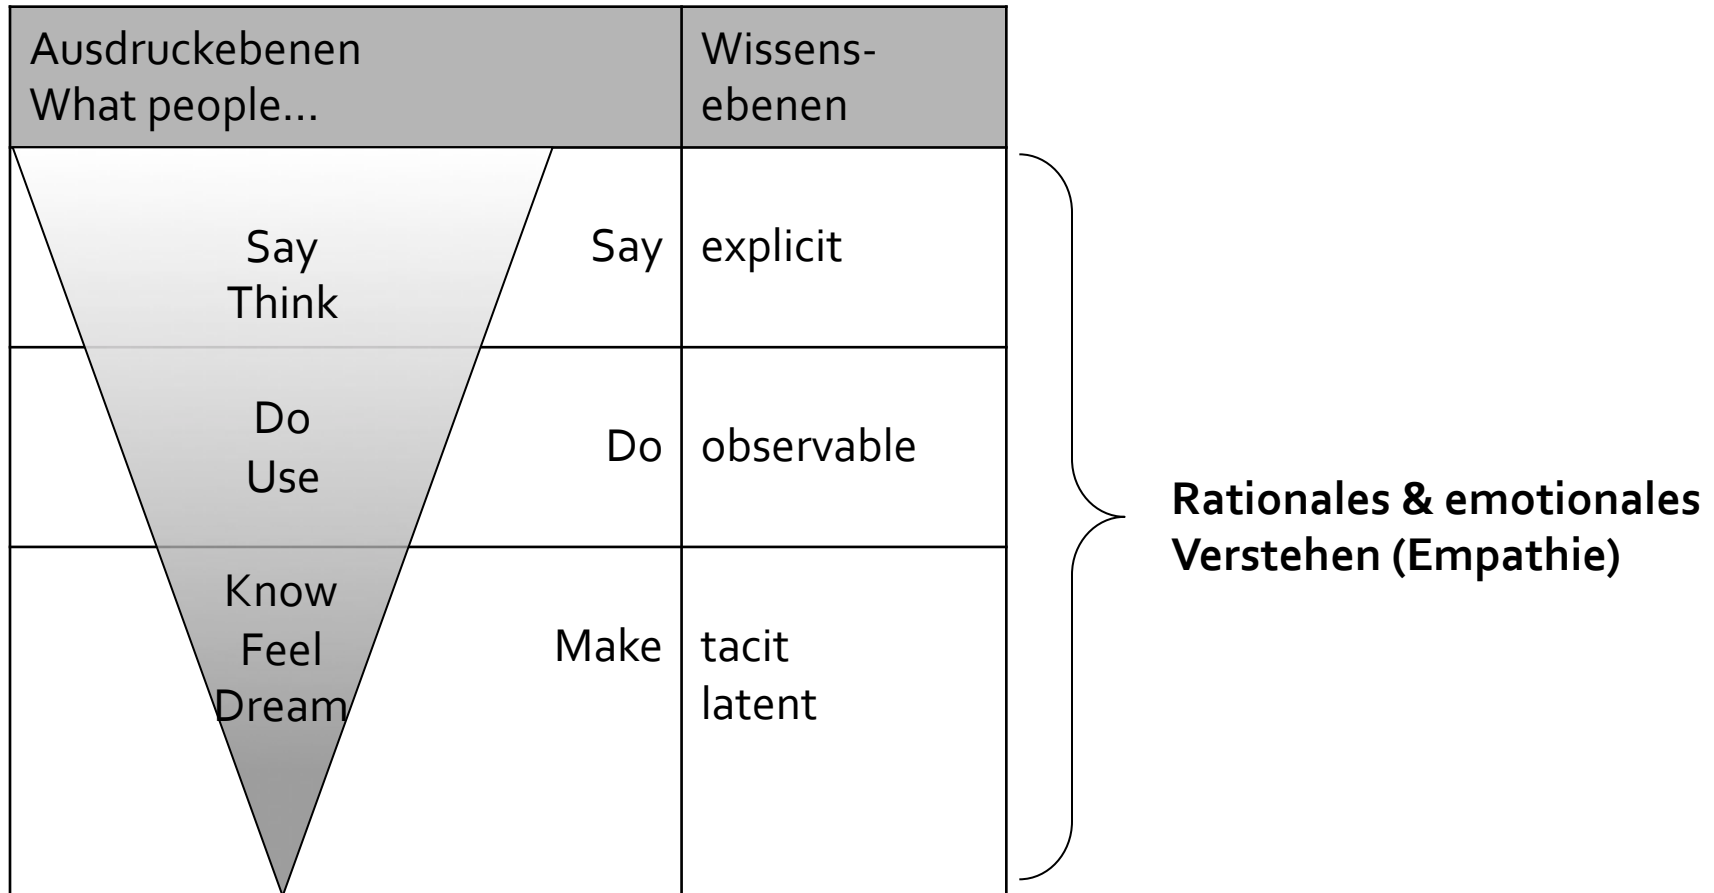 Ausdruckebenen
What people...
Wissens-
ebenen
Say
Think
Say
explicit
Do
Use
Do
observable
Know
Feel
Dream
Make
tacit
latent
Rationales & emotionales
Verstehen (Empathie)